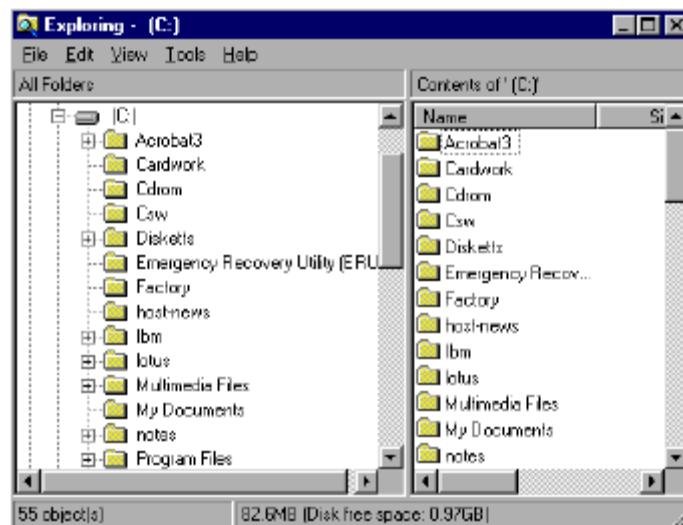 Exploring - (C:)
File Edit View Tools Help
All Folders
Contents of ' (C:)'
(C:)
Acrobat3
Cardwork
Cdrom
Csw
Disketts
Emergency Recovery Utility (ERU
Factory
host-news
Ibm
lotus
Multimedia Files
My Documents
notes
Program Files
Name
Si
Acrobat3
Cardwork
Cdrom
Csw
Disketts
Emergency Recov...
Factory
host-news
Ibm
lotus
Multimedia Files
My Documents
notes
55 object(s)
82.6MB (Disk free space: 0.97GB)